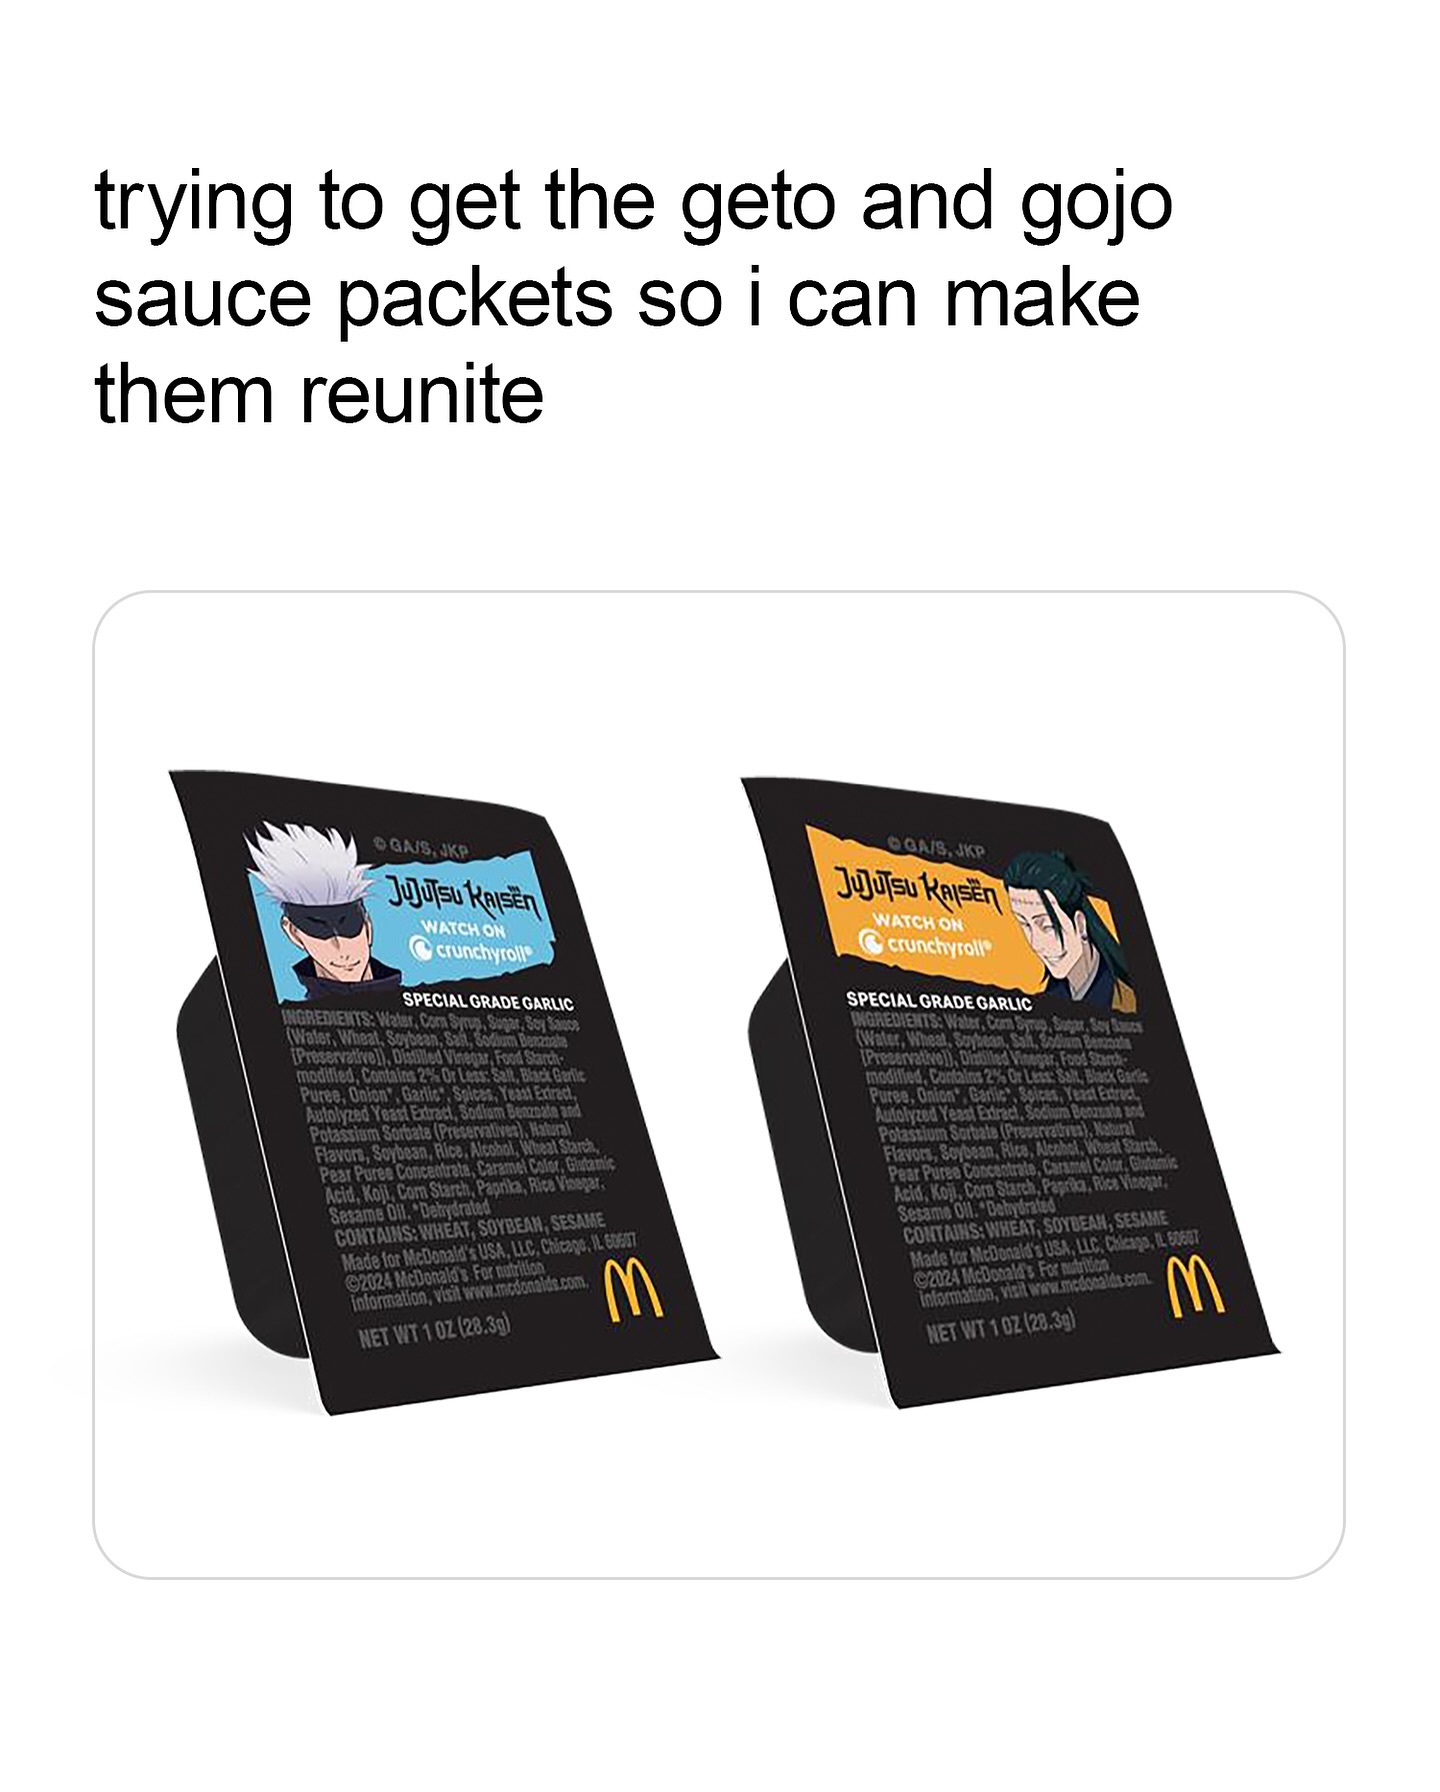 trying to get the geto and gojo
sauce packets so i can make
them reunite
© GA/S, JKP
JUJUTSU KAISEN
WATCH ON
crunchyroll®
SPECIAL GRADE GARLIC
INGREDIENTS: Water, Corn Syrup, Sugar, Soy Sauce
(Water, Wheat, Soybean, Salt, Sodium Benzoate
(Preservative)), Distilled Vinegar, Food Starch-
modified, Contains 2% Or Less: Salt, Black Garlic
Puree, Onion*, Garlic*, Spices, Yeast Extract,
Autolyzed Yeast Extract, Sodium Benzoate and
Potassium Sorbate (Preservatives), Natural
Flavors, Soybean, Rice, Alcohol, Wheat Starch,
Pear Puree Concentrate, Caramel Color, Glutamic
Acid, Koji, Corn Starch, Paprika, Rice Vinegar,
Sesame Oil. *Dehydrated
CONTAINS: WHEAT, SOYBEAN, SESAME
Made for McDonald's USA, LLC, Chicago, IL 60607
©2024 McDonald's For nutrition
information, visit www.mcdonalds.com.
NET WT 1 OZ (28.3g)
© GA/S, JKP
JUJUTSU KAISEN
WATCH ON
crunchyroll®
SPECIAL GRADE GARLIC
INGREDIENTS: Water, Corn Syrup, Sugar, Soy Sauce
(Water, Wheat, Soybean, Salt, Sodium Benzoate
(Preservative)), Distilled Vinegar, Food Starch-
modified, Contains 2% Or Less: Salt, Black Garlic
Puree, Onion*, Garlic*, Spices, Yeast Extract,
Autolyzed Yeast Extract, Sodium Benzoate and
Potassium Sorbate (Preservatives), Natural
Flavors, Soybean, Rice, Alcohol, Wheat Starch,
Pear Puree Concentrate, Caramel Color, Glutamic
Acid, Koji, Corn Starch, Paprika, Rice Vinegar,
Sesame Oil. *Dehydrated
CONTAINS: WHEAT, SOYBEAN, SESAME
Made for McDonald's USA, LLC, Chicago, IL 60607
©2024 McDonald's For nutrition
information, visit www.mcdonalds.com.
NET WT 1 OZ (28.3g)